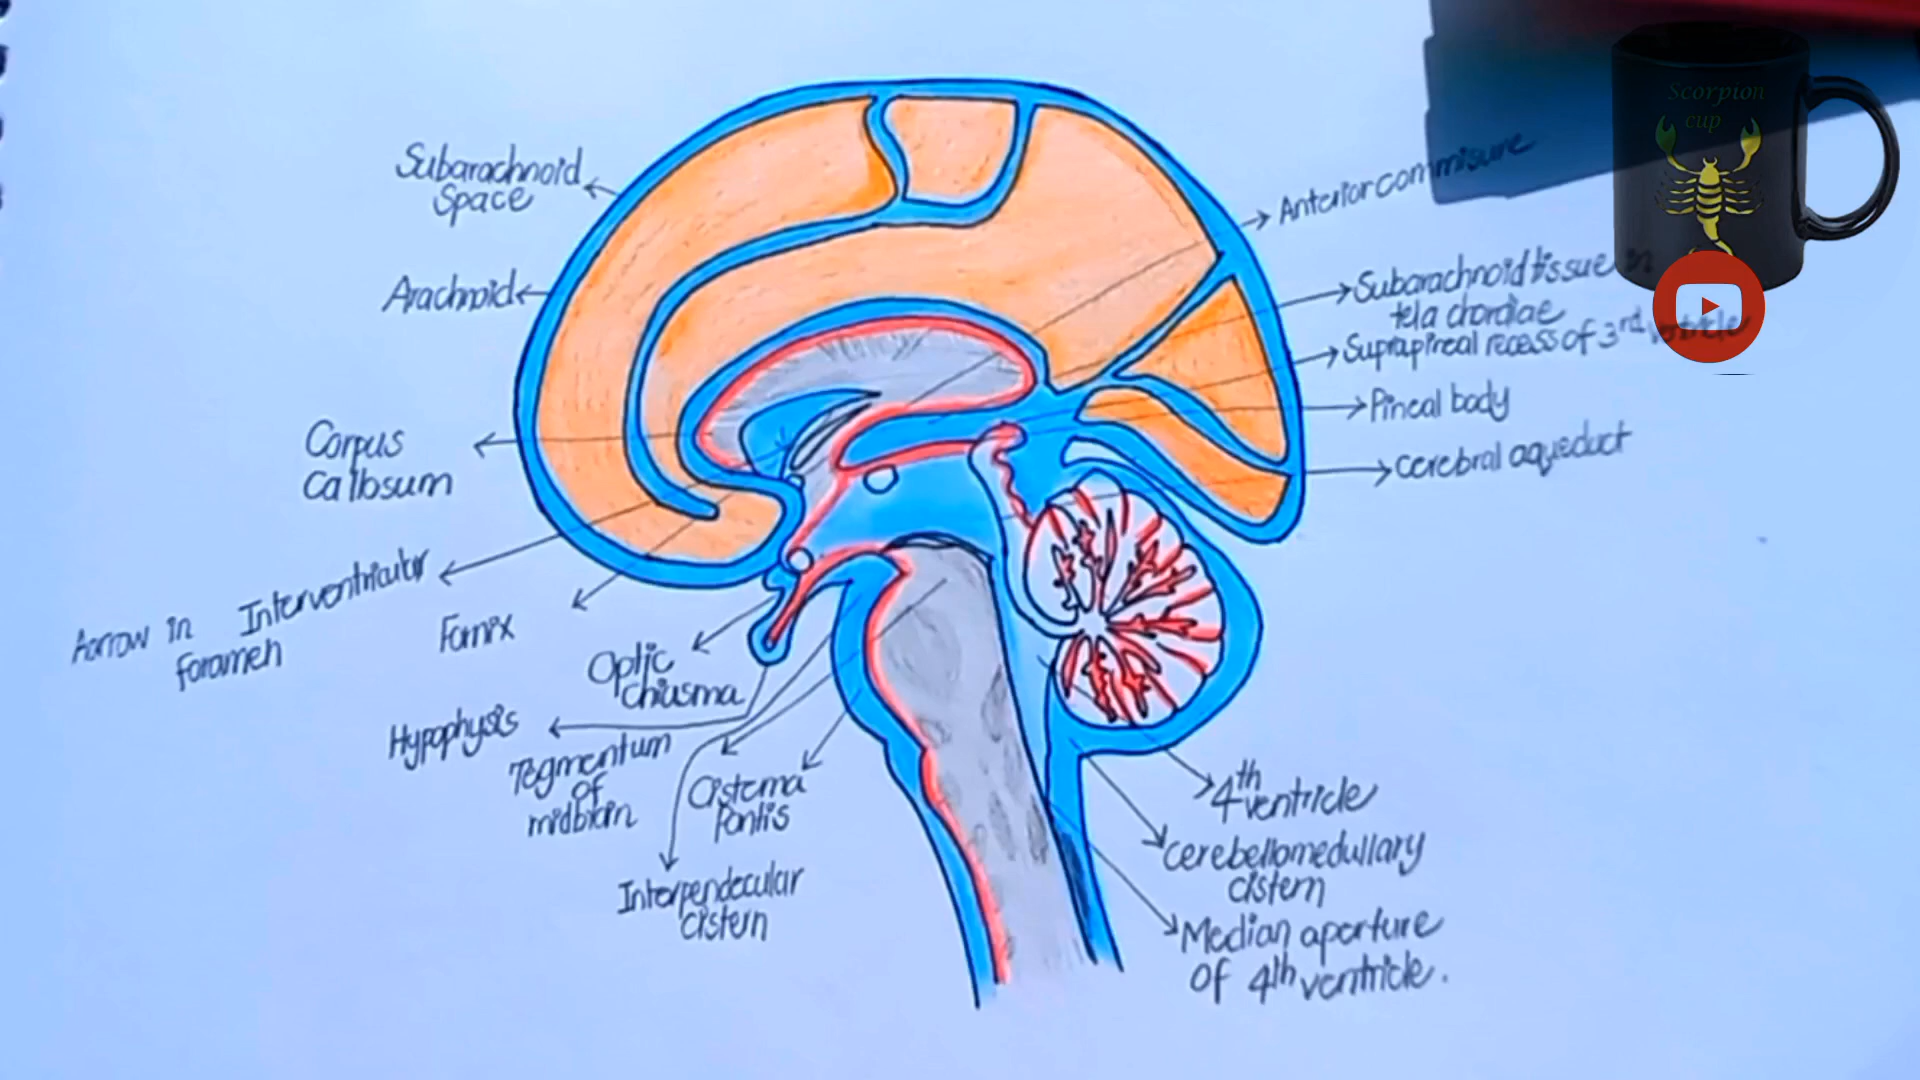 Subarachnoid
Space
Arachnoid
Corpus
Callosum
Arrow in Interventricular
foramen
Fornix
Optic
chiasma
Hypophysis
Tegmentum
of
midbrain
Cisterna
Pontis
Interpendecular
cistern
Scorpion
cup
Anterior commisure
Subarachnoid tissue in
tela chordiae
Suprapineal recess of 3rd ventricle
Pineal body
Cerebral aqueduct
4th
ventricle
Cerebellomedullary
cistern
Median aperture
of 4th ventricle.